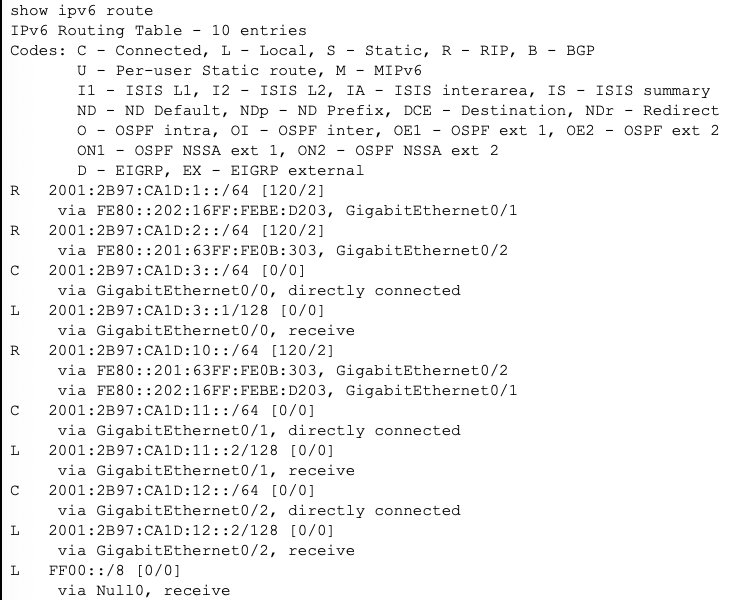 show ipv6 route
IPv6 Routing Table - 10 entries
Codes: C - Connected, L - Local, S - Static, R - RIP, B - BGP
U - Per-user Static route, M - MIPv6
I1 - ISIS L1, I2 - ISIS L2, IA - ISIS interarea, IS - ISIS summary
ND - ND Default, NDp - ND Prefix, DCE - Destination, NDr - Redirect
O - OSPF intra, OI - OSPF inter, OE1 - OSPF ext 1, OE2 - OSPF ext 2
ON1 - OSPF NSSA ext 1, ON2 - OSPF NSSA ext 2
D - EIGRP, EX - EIGRP external
R 2001:2B97:CA1D:1::/64 [120/2]
via FE80::202:16FF:FEBE:D203, GigabitEthernet0/1
R 2001:2B97:CA1D:2::/64 [120/2]
via FE80::201:63FF:FE0B:303, GigabitEthernet0/2
C 2001:2B97:CA1D:3::/64 [0/0]
via GigabitEthernet0/0, directly connected
L 2001:2B97:CA1D:3::1/128 [0/0]
via GigabitEthernet0/0, receive
R 2001:2B97:CA1D:10::/64 [120/2]
via FE80::201:63FF:FE0B:303, GigabitEthernet0/2
via FE80::202:16FF:FEBE:D203, GigabitEthernet0/1
C 2001:2B97:CA1D:11::/64 [0/0]
via GigabitEthernet0/1, directly connected
L 2001:2B97:CA1D:11::2/128 [0/0]
via GigabitEthernet0/1, receive
C 2001:2B97:CA1D:12::/64 [0/0]
via GigabitEthernet0/2, directly connected
L 2001:2B97:CA1D:12::2/128 [0/0]
via GigabitEthernet0/2, receive
L FF00::/8 [0/0]
via Null0, receive